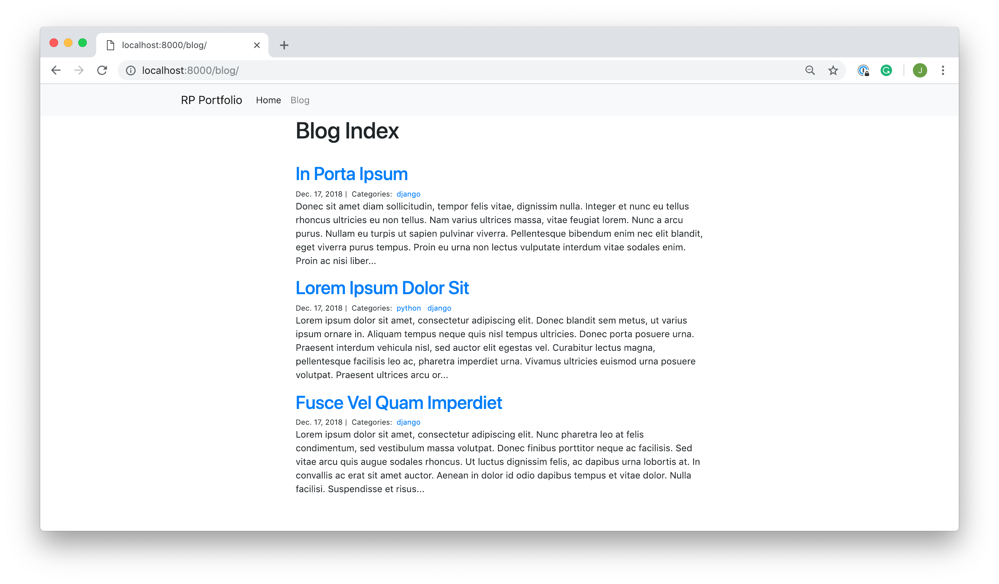 localhost:8000/blog/
localhost:8000/blog/
J
RP Portfolio Home Blog
Blog Index
In Porta Ipsum
Dec. 17, 2018 | Categories: django
Donec sit amet diam sollicitudin, tempor felis vitae, dignissim nulla. Integer et nunc eu tellus
rhoncus ultricies eu non tellus. Nam varius ultrices massa, vitae feugiat lorem. Nunc a arcu
purus. Nullam eu turpis ut sapien pulvinar viverra. Pellentesque bibendum enim nec elit blandit,
eget viverra purus tempus. Proin eu urna non lectus vulputate interdum vitae sodales enim.
Proin ac nisi liber...
Lorem Ipsum Dolor Sit
Dec. 17, 2018 | Categories: python django
Lorem ipsum dolor sit amet, consectetur adipiscing elit. Donec blandit sem metus, ut varius
ipsum ornare in. Aliquam tempus neque quis nisl tempus ultricies. Donec porta posuere urna.
Praesent interdum vehicula nisl, sed auctor elit egestas vel. Curabitur lectus magna,
pellentesque facilisis leo ac, pharetra imperdiet urna. Vivamus ultricies euismod urna posuere
volutpat. Praesent ultrices arcu or...
Fusce Vel Quam Imperdiet
Dec. 17, 2018 | Categories: django
Lorem ipsum dolor sit amet, consectetur adipiscing elit. Nunc pharetra leo at felis
condimentum, sed vestibulum massa volutpat. Donec finibus porttitor neque ac facilisis. Sed
vitae arcu quis augue sodales rhoncus. Ut luctus dignissim felis, ac dapibus urna lobortis at. In
convallis ac erat sit amet auctor. Aenean in dolor id odio dapibus tempus et vitae dolor. Nulla
facilisi. Suspendisse et risus...